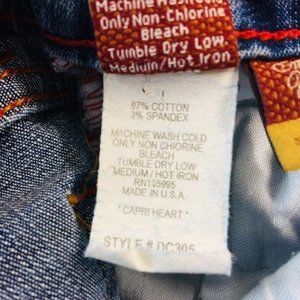 Machine Wash Cold
Only Non-Chlorine
Bleach
Tumble Dry Low
Medium/Hot Iron
97% COTTON
3% SPANDEX
MACHINE WASH COLD
ONLY NON CHLORINE
BLEACH
TUMBLE DRY LOW
MEDIUM / HOT IRON
RN105995
MADE IN U.S.A.
" CAPRI HEART "
STYLE # DC305